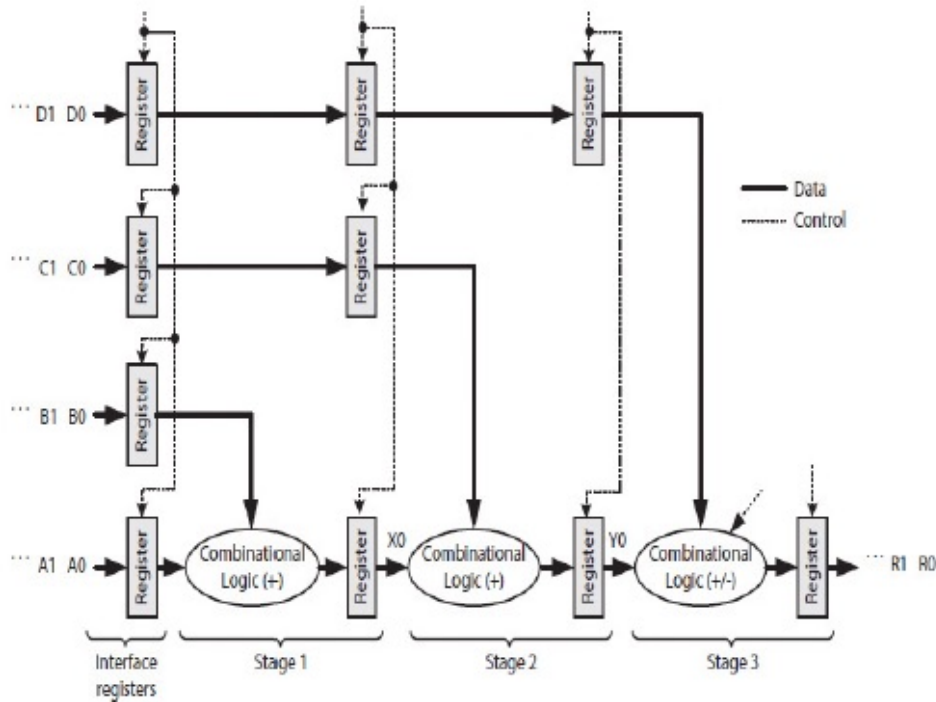 Register
Register
Register
··· D1 D0
Data
Control
Register
Register
··· C1 C0
Register
··· B1 B0
Register
Register
Register
Register
··· A1 A0
Combinational
Logic (+)
X0
Combinational
Logic (+)
Y0
Combinational
Logic (+/-)
··· R1 R0
Interface
registers
Stage 1
Stage 2
Stage 3